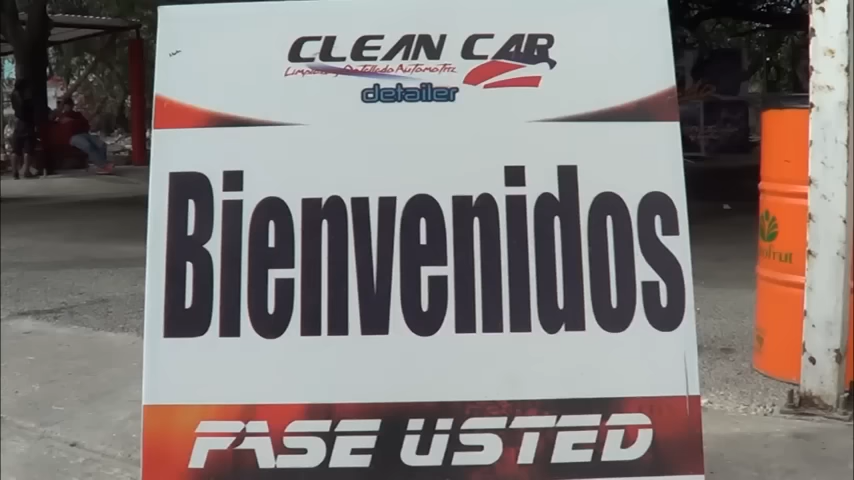 CLEAN CAR
Limpieza y Detallado Automotriz
detailer
Bienvenidos
PASE USTED